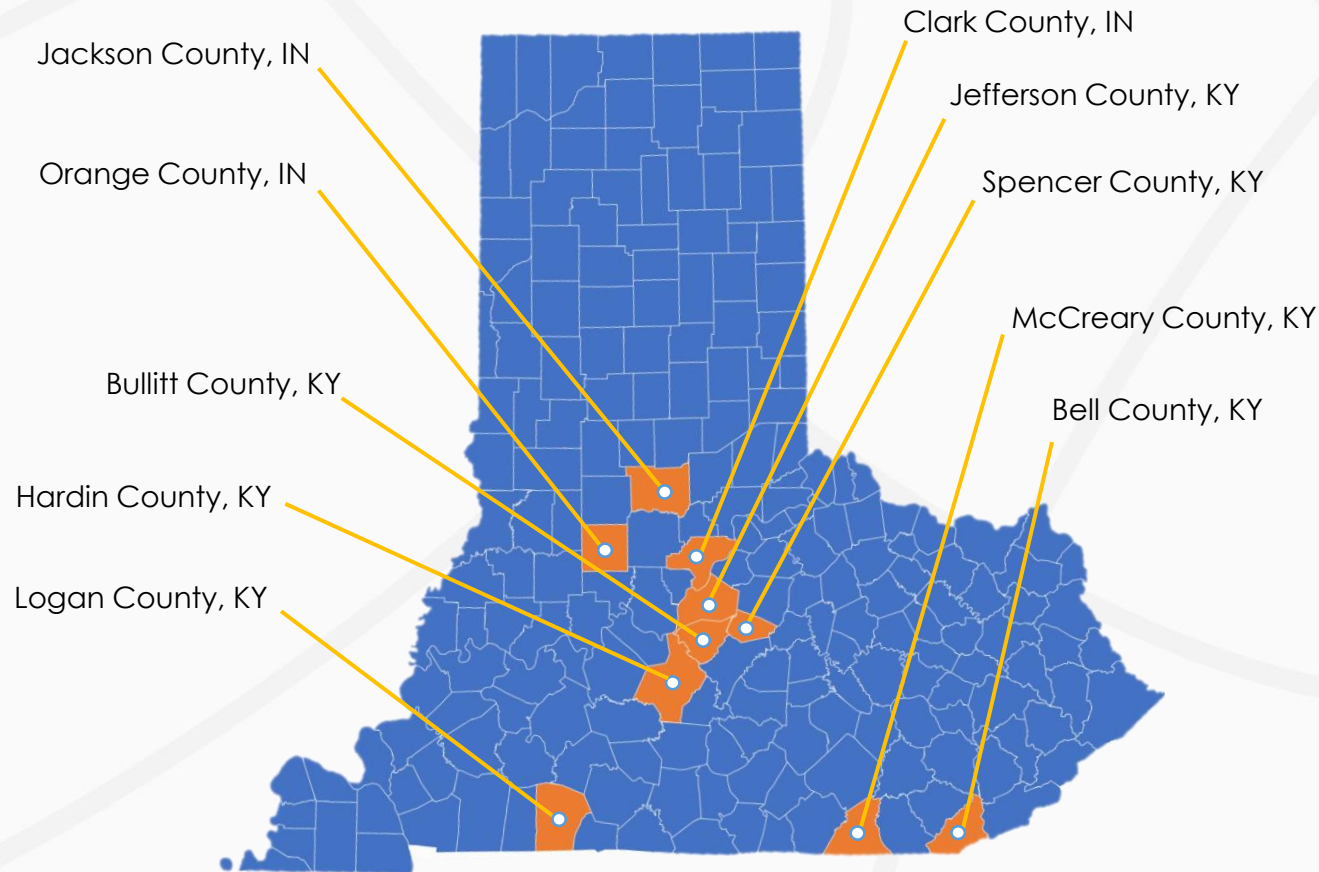 Jackson County, IN
Orange County, IN
Bullitt County, KY
Hardin County, KY
Logan County, KY
Clark County, IN
Jefferson County, KY
Spencer County, KY
McCreary County, KY
Bell County, KY